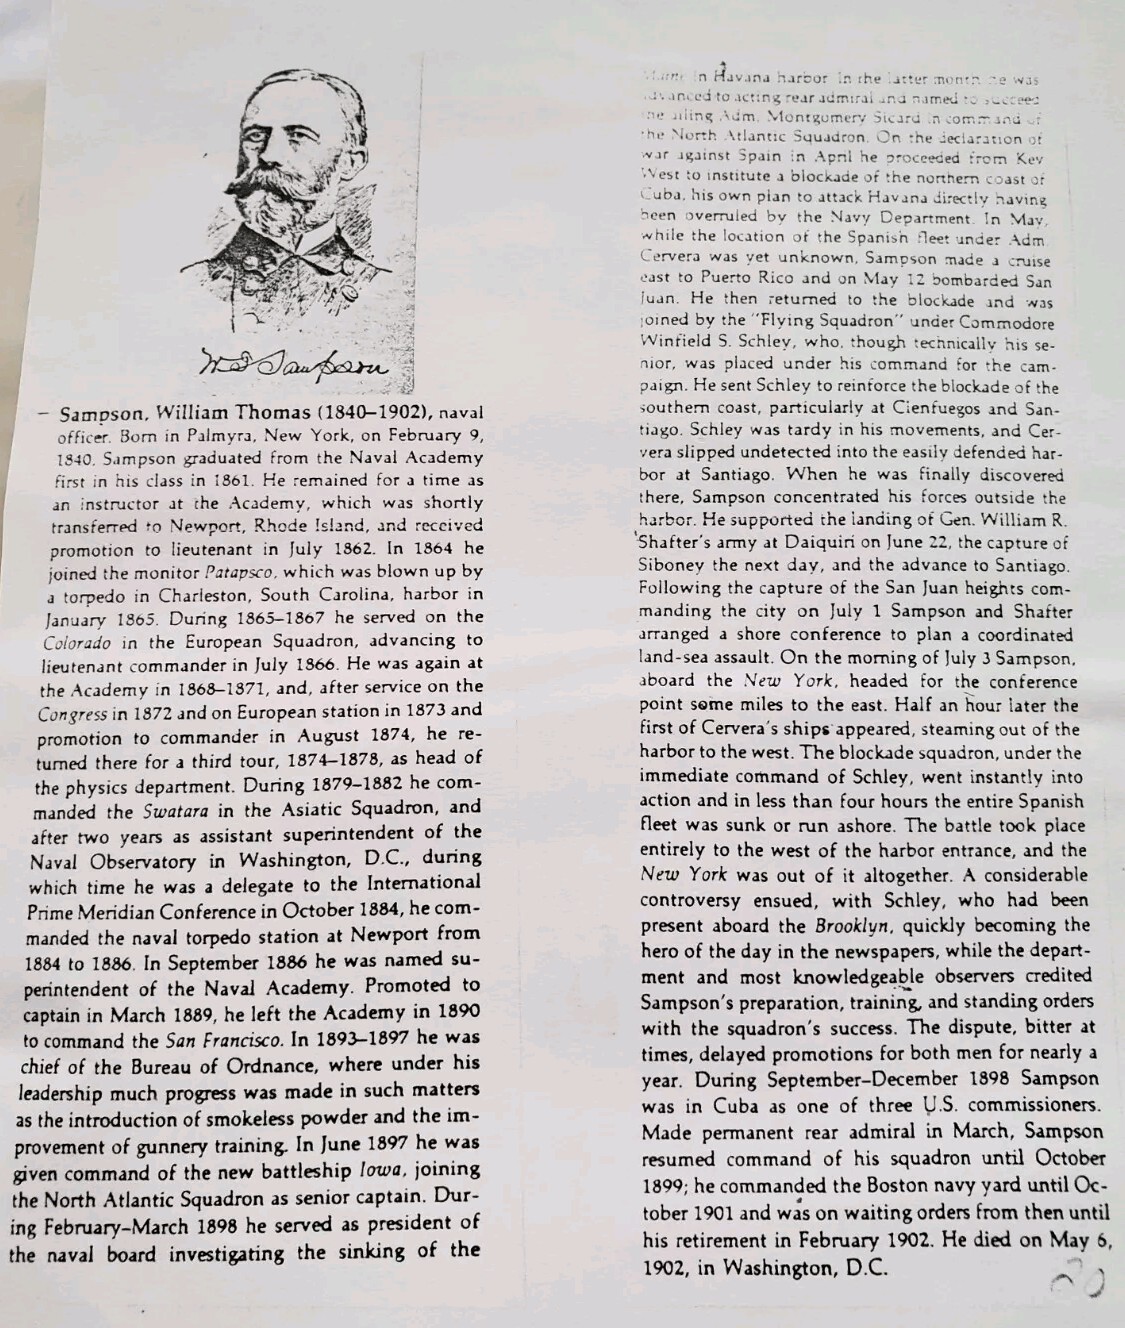 W. T. Sampson
– Sampson, William Thomas (1840–1902), naval
officer. Born in Palmyra, New York, on February 9,
1840, Sampson graduated from the Naval Academy
first in his class in 1861. He remained for a time as
an instructor at the Academy, which was shortly
transferred to Newport, Rhode Island, and received
promotion to lieutenant in July 1862. In 1864 he
joined the monitor Patapsco, which was blown up by
a torpedo in Charleston, South Carolina, harbor in
January 1865. During 1865–1867 he served on the
Colorado in the European Squadron, advancing to
lieutenant commander in July 1866. He was again at
the Academy in 1868–1871, and, after service on the
Congress in 1872 and on European station in 1873 and
promotion to commander in August 1874, he re-
turned there for a third tour, 1874–1878, as head of
the physics department. During 1879–1882 he com-
manded the Swatara in the Asiatic Squadron, and
after two years as assistant superintendent of the
Naval Observatory in Washington, D.C., during
which time he was a delegate to the International
Prime Meridian Conference in October 1884, he com-
manded the naval torpedo station at Newport from
1884 to 1886. In September 1886 he was named su-
perintendent of the Naval Academy. Promoted to
captain in March 1889, he left the Academy in 1890
to command the San Francisco. In 1893–1897 he was
chief of the Bureau of Ordnance, where under his
leadership much progress was made in such matters
as the introduction of smokeless powder and the im-
provement of gunnery training. In June 1897 he was
given command of the new battleship Iowa, joining
the North Atlantic Squadron as senior captain. Dur-
ing February–March 1898 he served as president of
the naval board investigating the sinking of the
Maine in Havana harbor. In the latter month he was
advanced to acting rear admiral and named to succeed
the ailing Adm. Montgomery Sicard in command of
the North Atlantic Squadron. On the declaration of
war against Spain in April he proceeded from Key
West to institute a blockade of the northern coast of
Cuba, his own plan to attack Havana directly having
been overruled by the Navy Department. In May,
while the location of the Spanish fleet under Adm.
Cervera was yet unknown, Sampson made a cruise
east to Puerto Rico and on May 12 bombarded San
Juan. He then returned to the blockade and was
joined by the "Flying Squadron" under Commodore
Winfield S. Schley, who, though technically his se-
nior, was placed under his command for the cam-
paign. He sent Schley to reinforce the blockade of the
southern coast, particularly at Cienfuegos and San-
tiago. Schley was tardy in his movements, and Cer-
vera slipped undetected into the easily defended har-
bor at Santiago. When he was finally discovered
there, Sampson concentrated his forces outside the
harbor. He supported the landing of Gen. William R.
Shafter's army at Daiquiri on June 22, the capture of
Siboney the next day, and the advance to Santiago.
Following the capture of the San Juan heights com-
manding the city on July 1 Sampson and Shafter
arranged a shore conference to plan a coordinated
land-sea assault. On the morning of July 3 Sampson,
aboard the New York, headed for the conference
point some miles to the east. Half an hour later the
first of Cervera's ships appeared, steaming out of the
harbor to the west. The blockade squadron, under the
immediate command of Schley, went instantly into
action and in less than four hours the entire Spanish
fleet was sunk or run ashore. The battle took place
entirely to the west of the harbor entrance, and the
New York was out of it altogether. A considerable
controversy ensued, with Schley, who had been
present aboard the Brooklyn, quickly becoming the
hero of the day in the newspapers, while the depart-
ment and most knowledgeable observers credited
Sampson's preparation, training, and standing orders
with the squadron's success. The dispute, bitter at
times, delayed promotions for both men for nearly a
year. During September–December 1898 Sampson
was in Cuba as one of three U.S. commissioners.
Made permanent rear admiral in March, Sampson
resumed command of his squadron until October
1899; he commanded the Boston navy yard until Oc-
tober 1901 and was on waiting orders from then until
his retirement in February 1902. He died on May 6,
1902, in Washington, D.C.
20